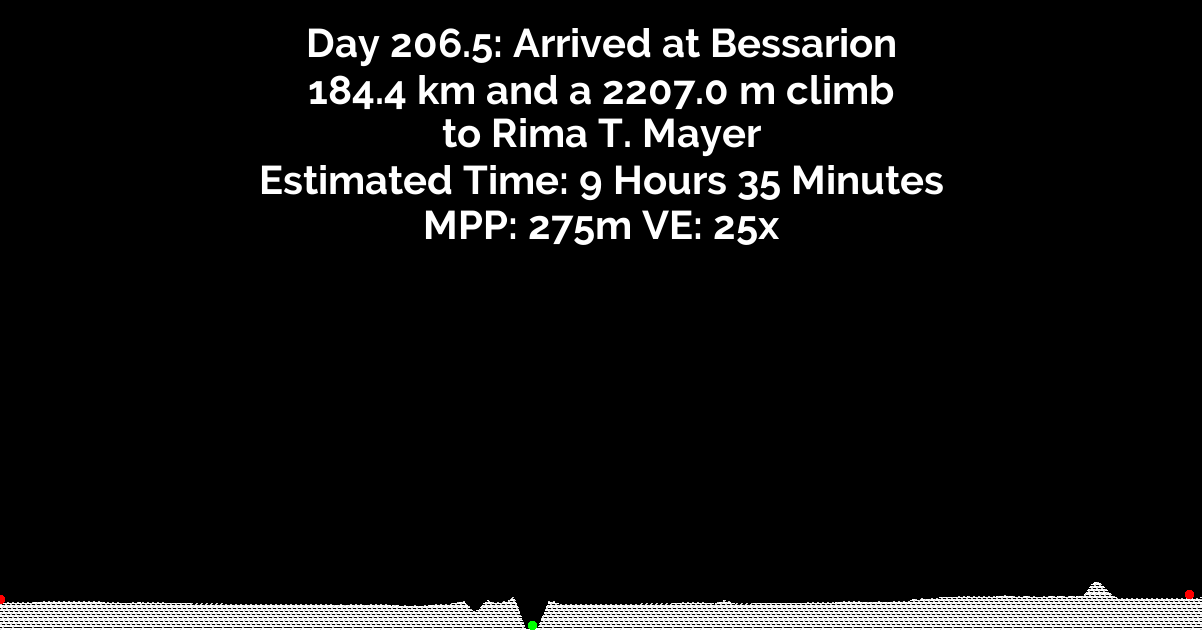 Day 206.5: Arrived at Bessarion
184.4 km and a 2207.0 m climb
to Rima T. Mayer
Estimated Time: 9 Hours 35 Minutes
MPP: 275m VE: 25x